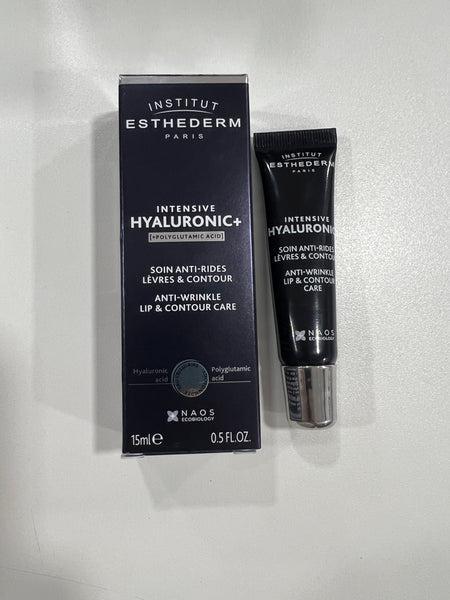 INSTITUT
ESTHEDERM
PARIS
INTENSIVE
HYALURONIC+
[+POLYGLUTAMIC ACID]
SOIN ANTI-RIDES
LÈVRES & CONTOUR
ANTI-WRINKLE
LIP & CONTOUR CARE
Hyaluronic
acid
Polyglutamic
acid
NAOS
ECOBIOLOGY
15ml e
0.5 FL.OZ.
INSTITUT
ESTHEDERM
PARIS
INTENSIVE
HYALURONIC
SOIN ANTI-RIDES
LÈVRES & CONTOUR
ANTI-WRINKLE
LIP & CONTOUR
CARE
NAOS
ECOBIOLOGY